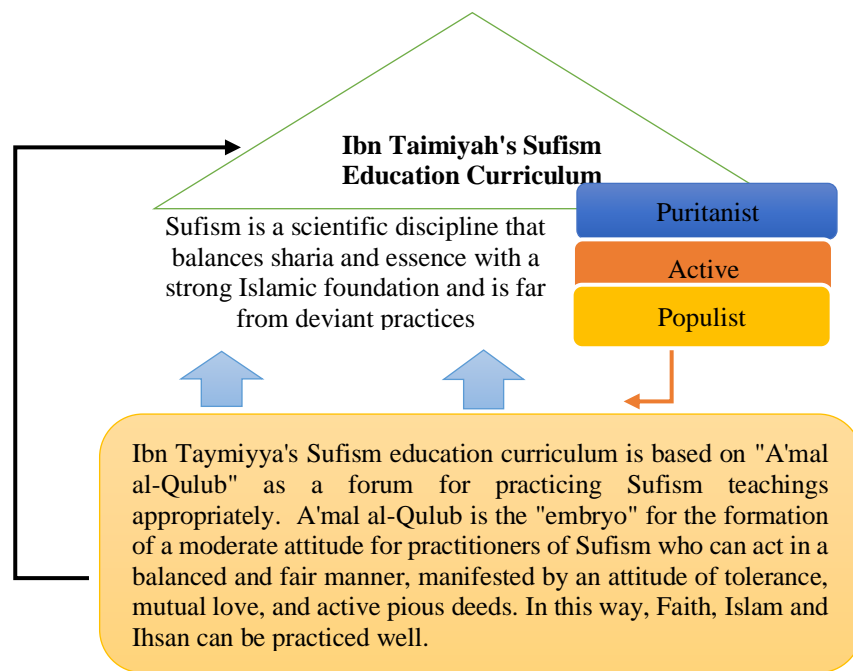 Ibn Taimiyah's Sufism
Education Curriculum
Sufism is a scientific discipline that
balances sharia and essence with a
strong Islamic foundation and is far
from deviant practices
Puritanist
Active
Populist
Ibn Taymiyya's Sufism education curriculum is based on "A'mal
al-Qulub" as a forum for practicing Sufism teachings
appropriately. A'mal al-Qulub is the "embryo" for the formation
of a moderate attitude for practitioners of Sufism who can act in a
balanced and fair manner, manifested by an attitude of tolerance,
mutual love, and active pious deeds. In this way, Faith, Islam and
Ihsan can be practiced well.